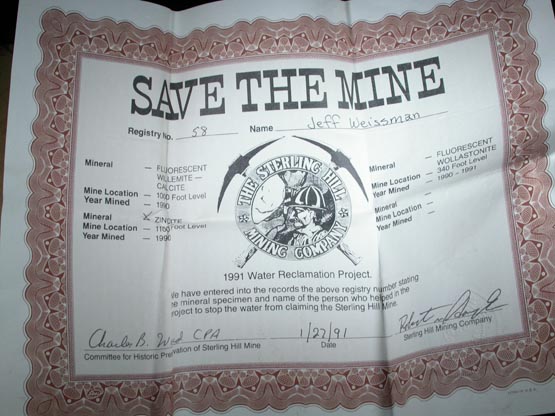 SAVE THE MINE
Registry No. 58 Name Jeff Weissman
Mineral — FLUORESCENT
WILLEMITE —
CALCITE
Mine Location — 1000 Foot Level
Year Mined — 1990
Mineral X ZINCITE
Mine Location — 1100 Foot Level
Year Mined — 1990
THE STERLING HILL
MINING COMPANY
Mineral — FLUORESCENT
WOLLASTONITE
Mine Location — 340 Foot Level
Year Mined — 1990 - 1991
Mineral —
Mine Location —
Year Mined —
1991 Water Reclamation Project.
We have entered into the records the above registry number stating
the mineral specimen and name of the person who helped in the
project to stop the water from claiming the Sterling Hill Mine.
Charles B. Ward CPA 1/27/91
Committee for Historic Preservation of Sterling Hill Mine Date Sterling Hill Mining Company